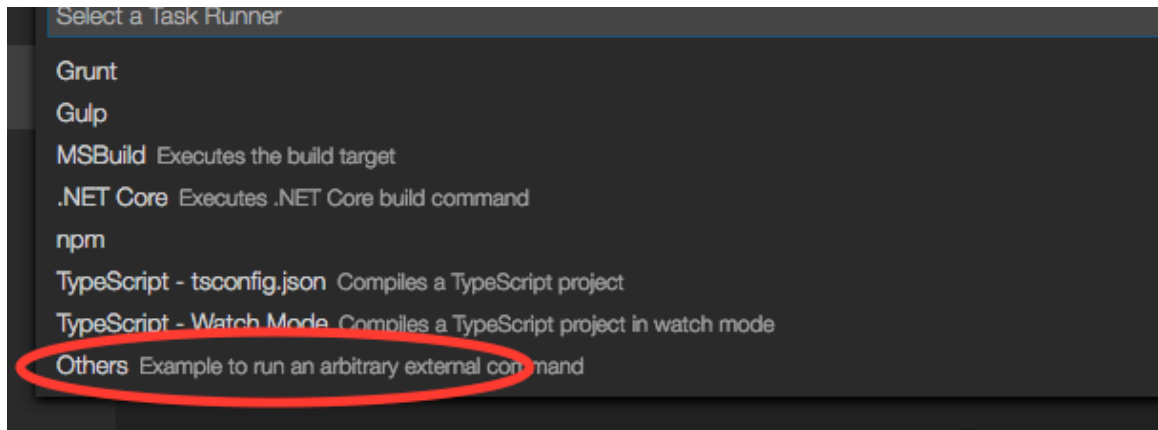 Select a Task Runner
Grunt
Gulp
MSBuild Executes the build target
.NET Core Executes .NET Core build command
npm
TypeScript - tsconfig.json Compiles a TypeScript project
TypeScript - Watch Mode Compiles a TypeScript project in watch mode
Others Example to run an arbitrary external command